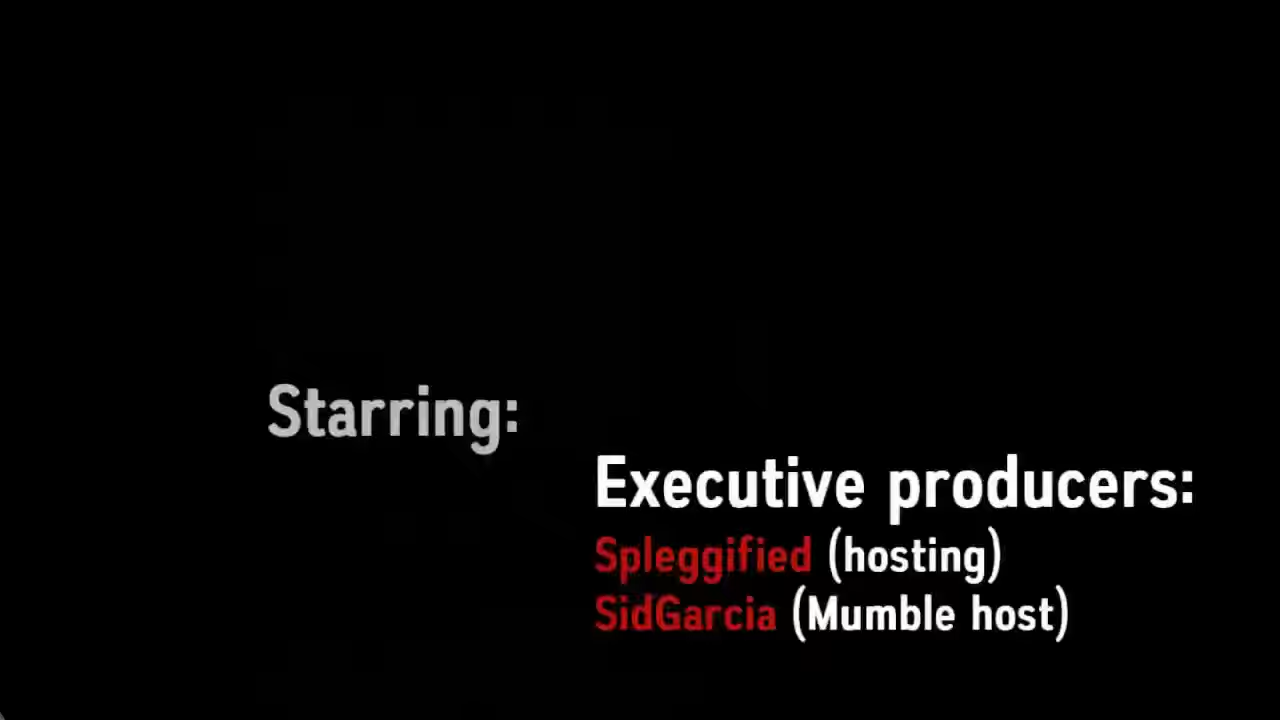 Starring:
Executive producers:
Spleggified (hosting)
SidGarcia (Mumble host)